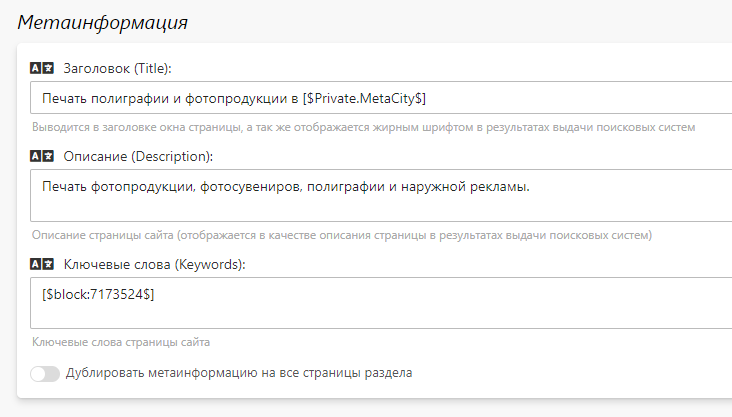 Метаинформация
Заголовок (Title):
Печать полиграфии и фотопродукции в [$Private.MetaCity$]
Выводится в заголовке окна страницы, а так же отображается жирным шрифтом в результатах выдачи поисковых систем
Описание (Description):
Печать фотопродукции, фотосувениров, полиграфии и наружной рекламы.
Описание страницы сайта (отображается в качестве описания страницы в результатах выдачи поисковых систем)
Ключевые слова (Keywords):
[$block:7173524$]
Ключевые слова страницы сайта
Дублировать метаинформацию на все страницы раздела